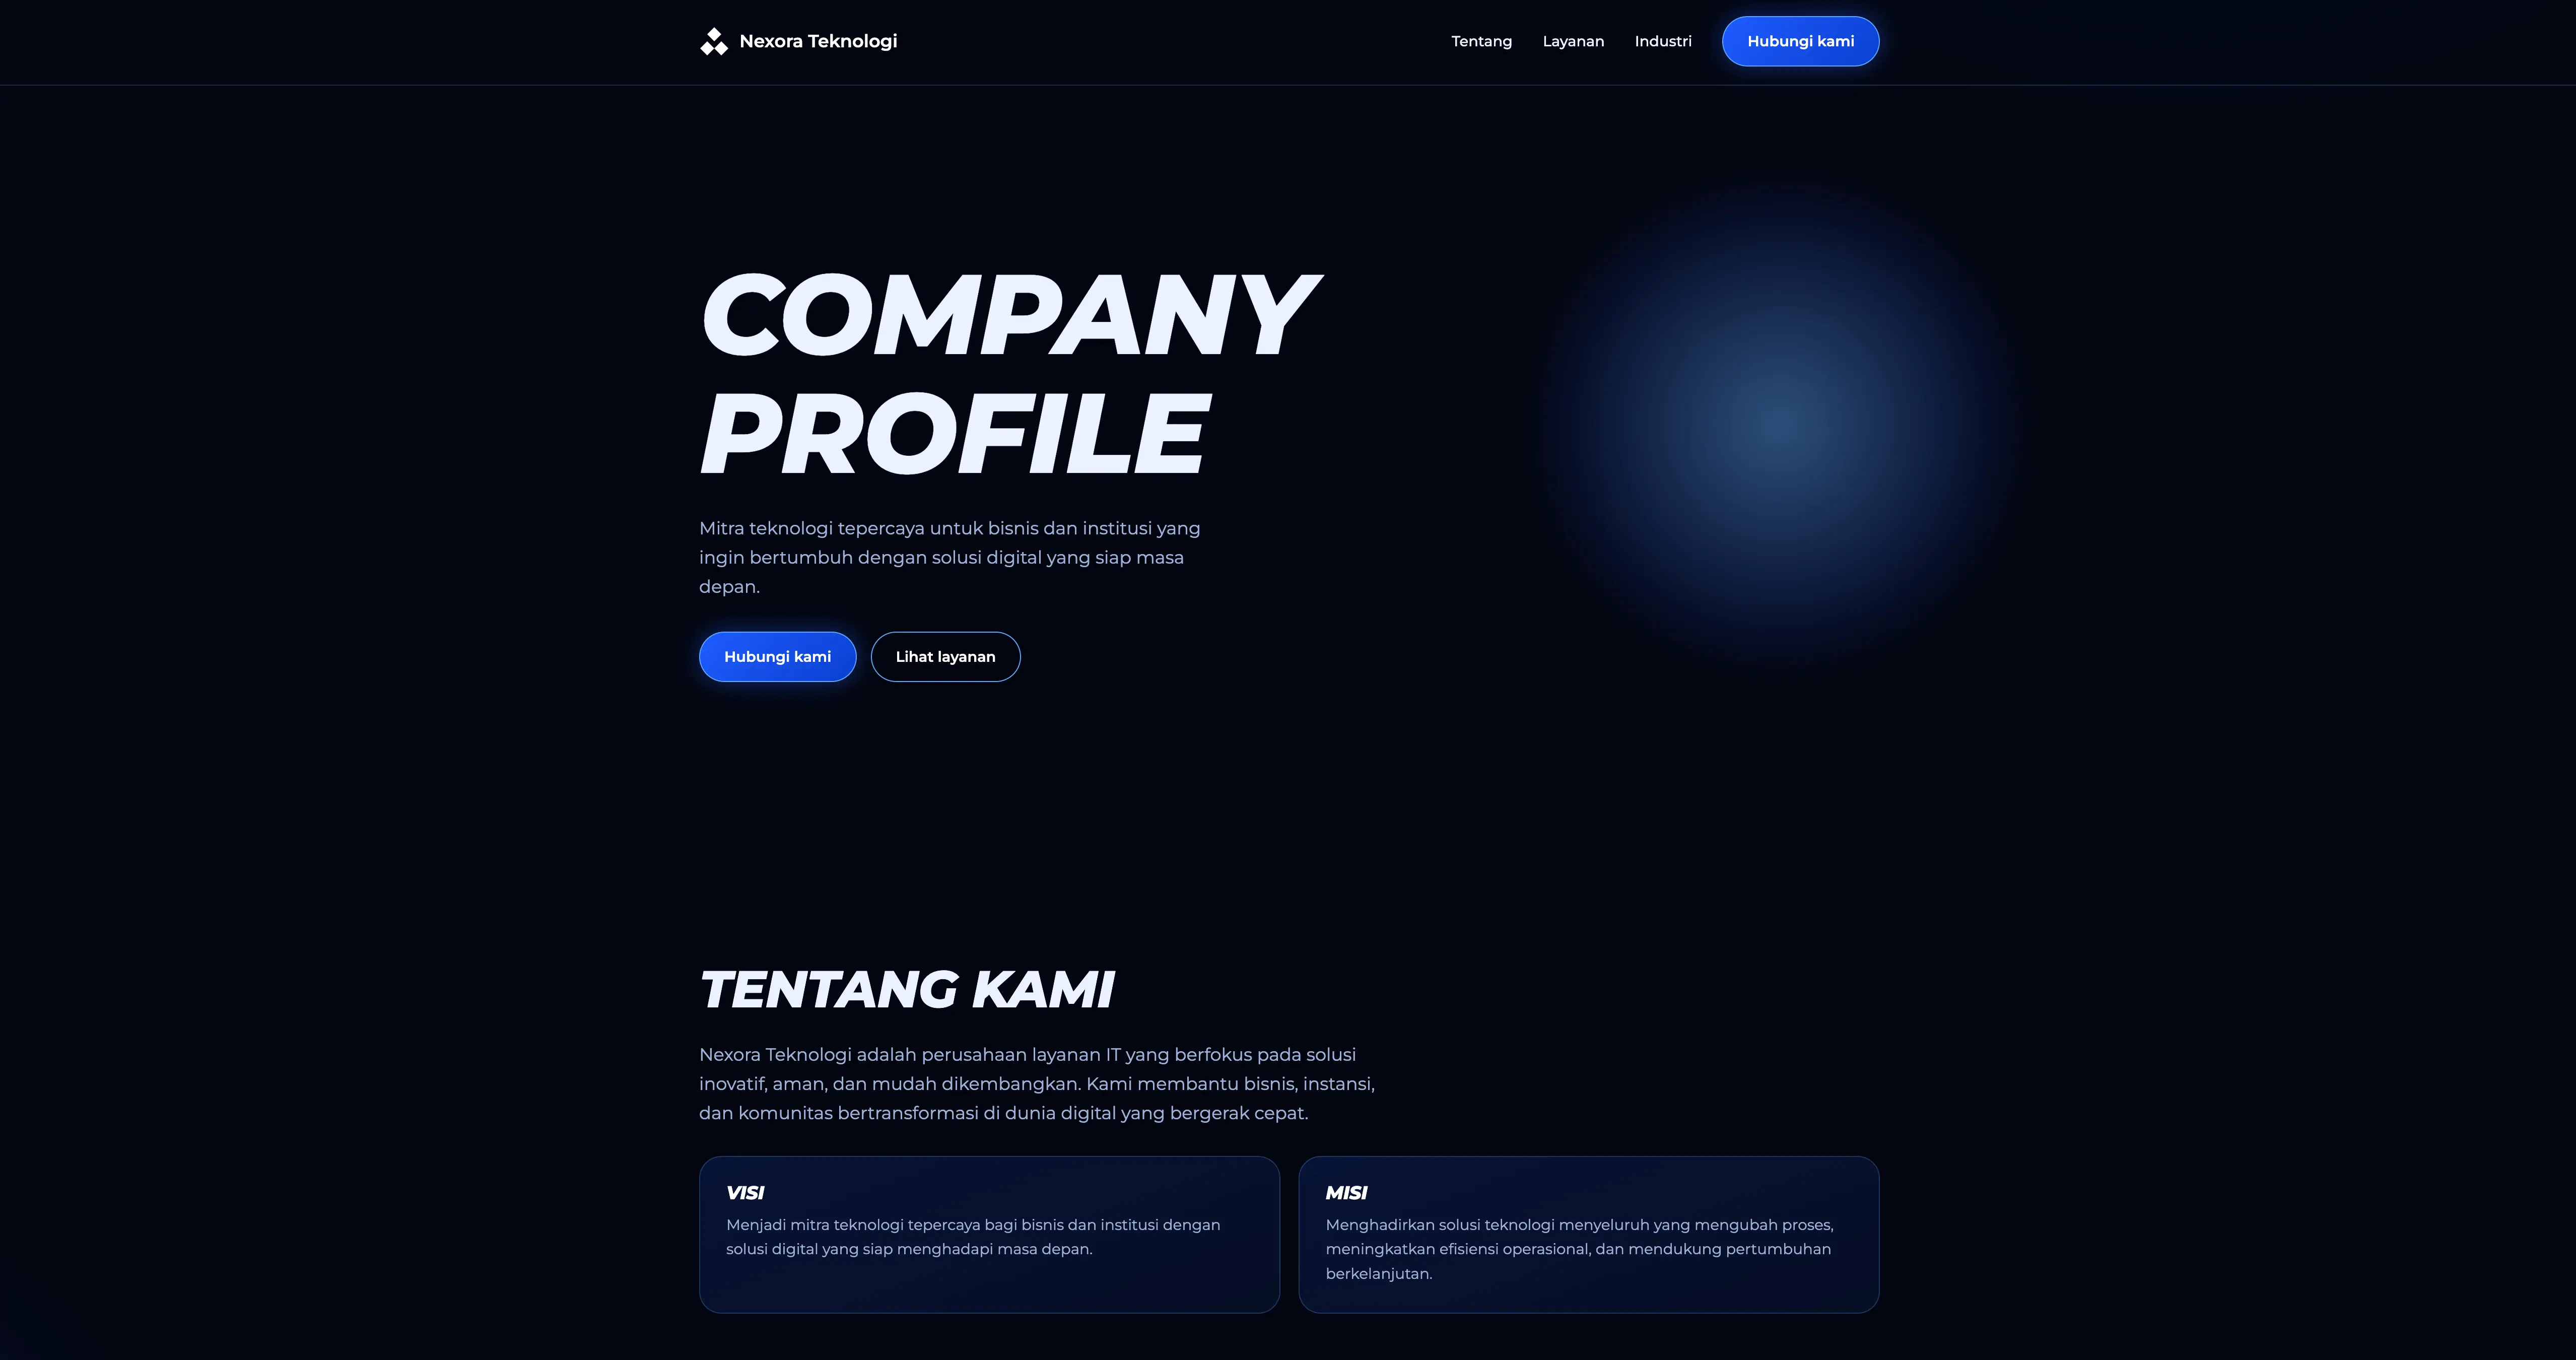 Nexora Teknologi
Tentang
Layanan
Industri
Hubungi kami
COMPANY
PROFILE
Mitra teknologi tepercaya untuk bisnis dan institusi yang
ingin bertumbuh dengan solusi digital yang siap masa
depan.
Hubungi kami
Lihat layanan
TENTANG KAMI
Nexora Teknologi adalah perusahaan layanan IT yang berfokus pada solusi
inovatif, aman, dan mudah dikembangkan. Kami membantu bisnis, instansi,
dan komunitas bertransformasi di dunia digital yang bergerak cepat.
VISI
Menjadi mitra teknologi tepercaya bagi bisnis dan institusi dengan
solusi digital yang siap menghadapi masa depan.
MISI
Menghadirkan solusi teknologi menyeluruh yang mengubah proses,
meningkatkan efisiensi operasional, dan mendukung pertumbuhan
berkelanjutan.